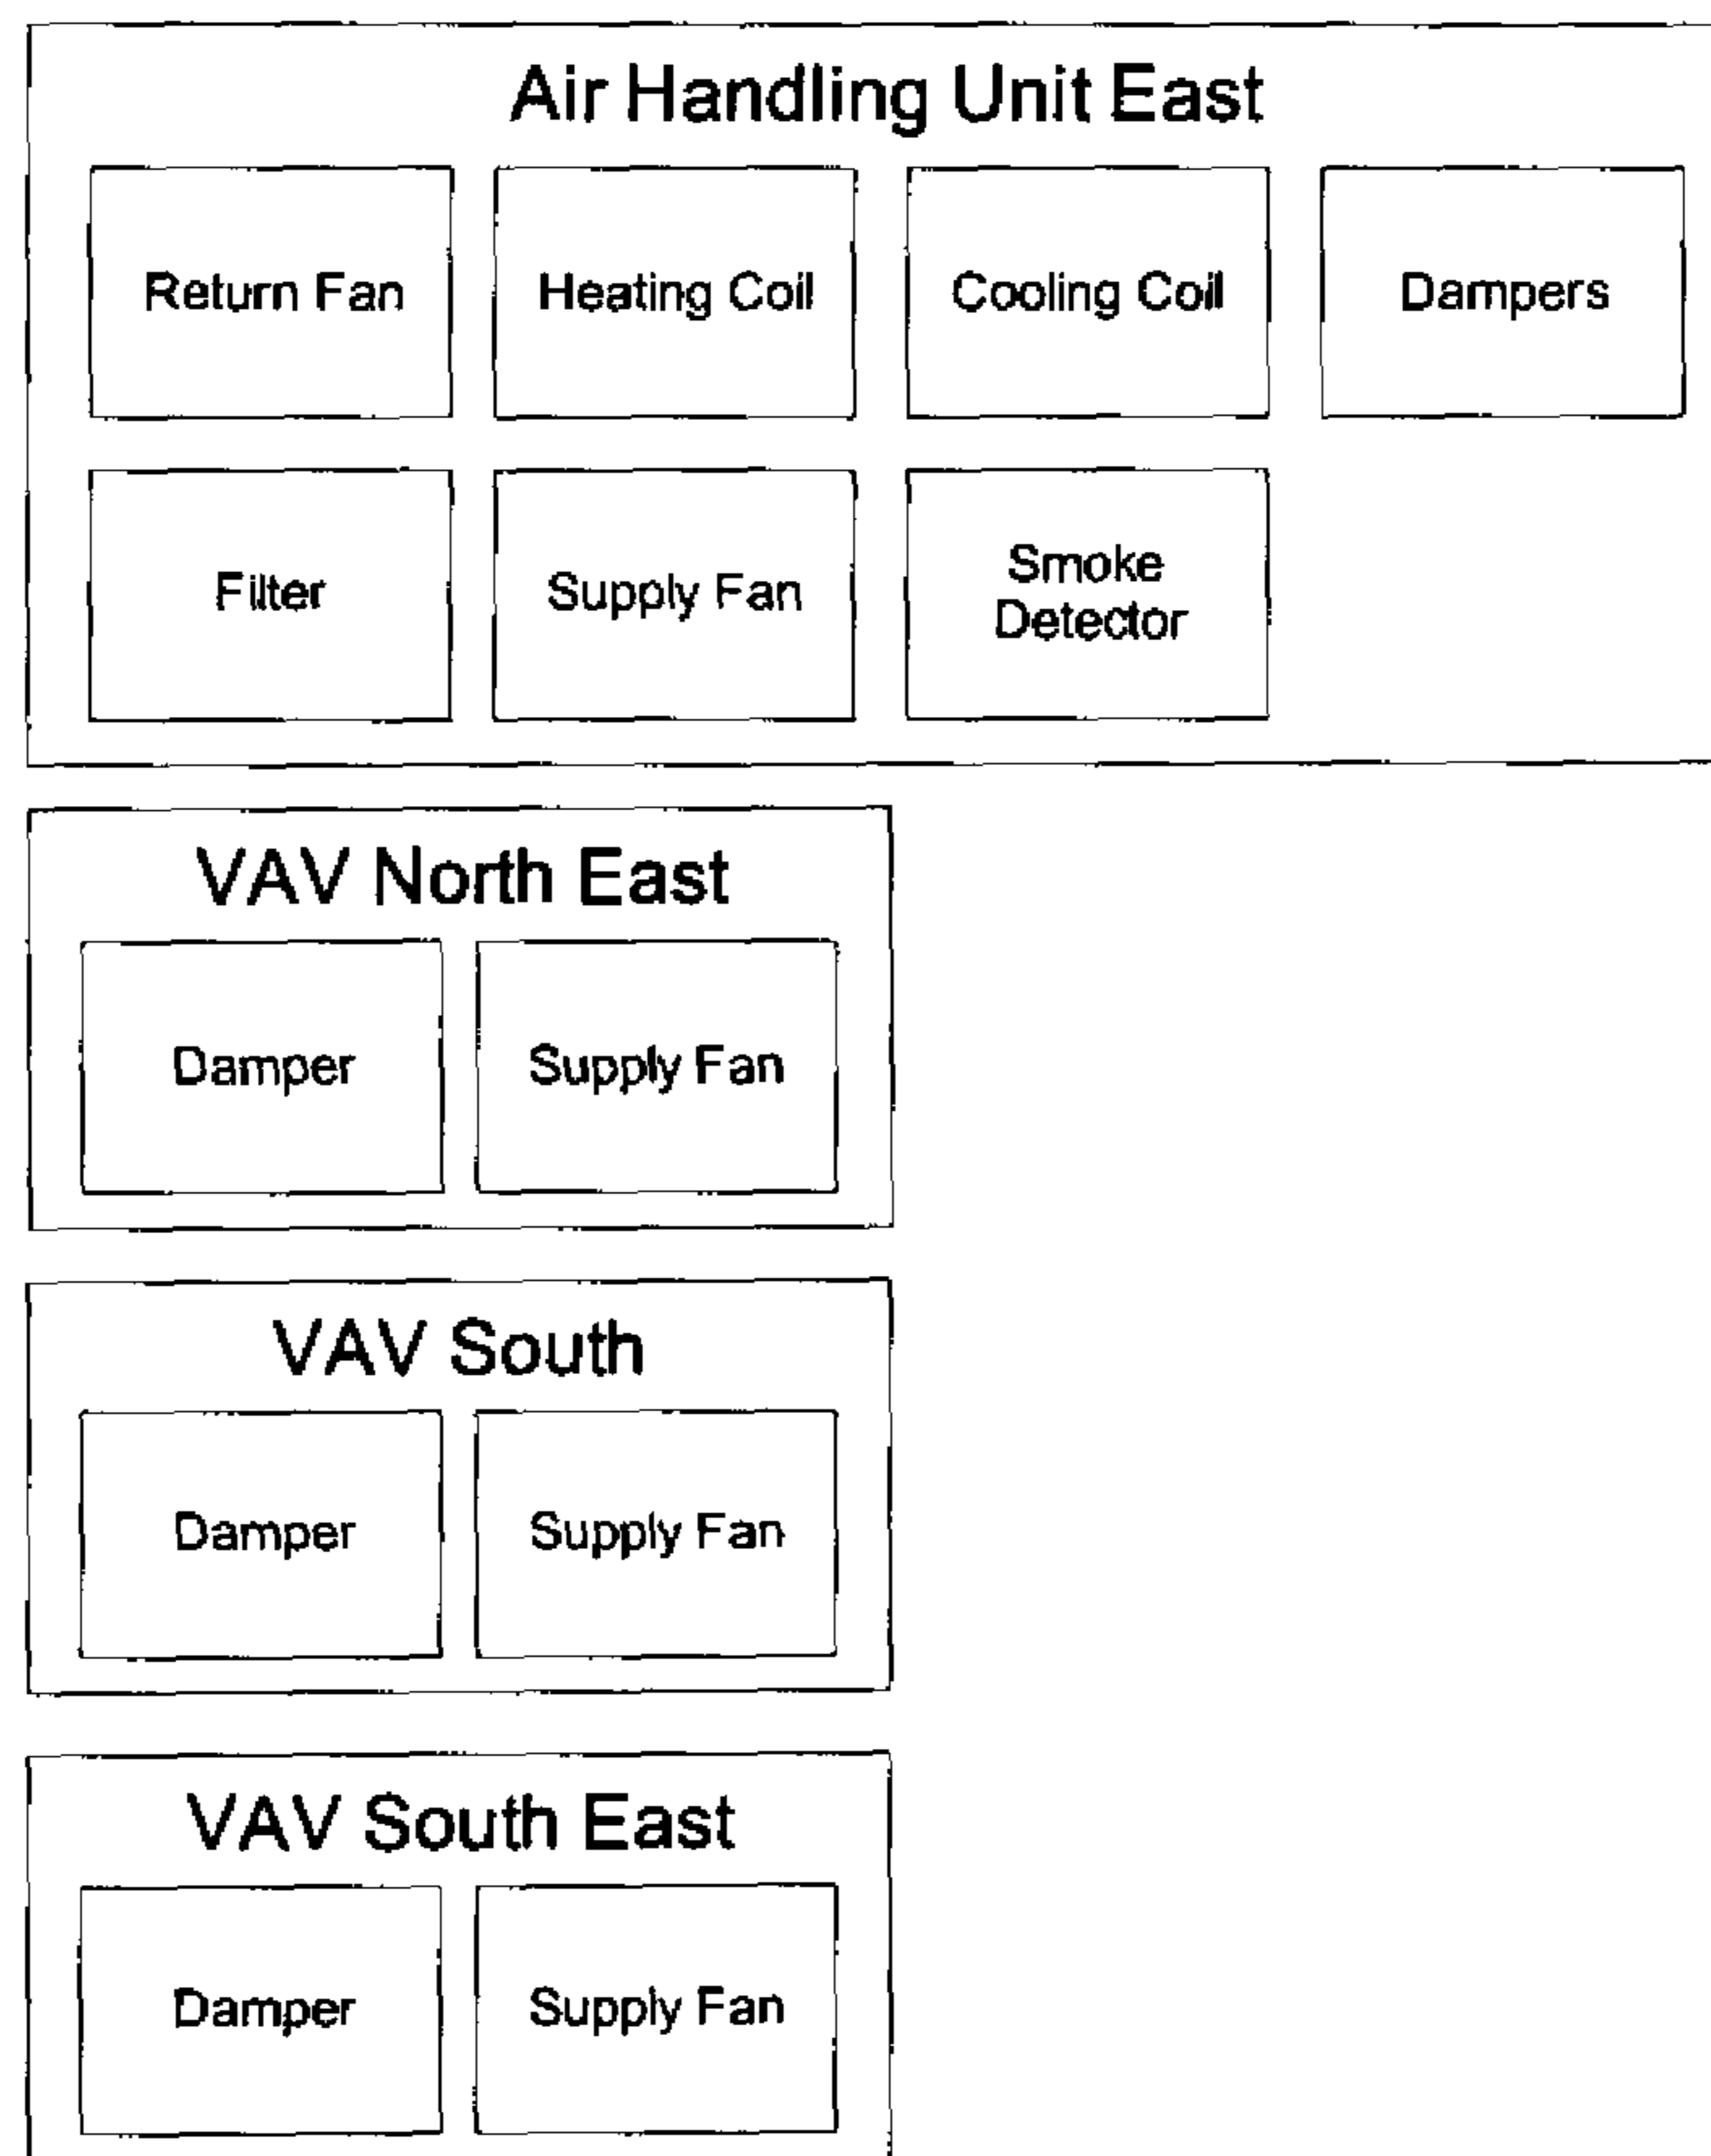 Air Handling Unit East
Return Fan
Heating Coil
Cooling Coil
Dampers
Filter
Supply Fan
Smoke
Detector
VAV North East
Damper
Supply Fan
VAV South
Damper
Supply Fan
VAV South East
Damper
Supply Fan